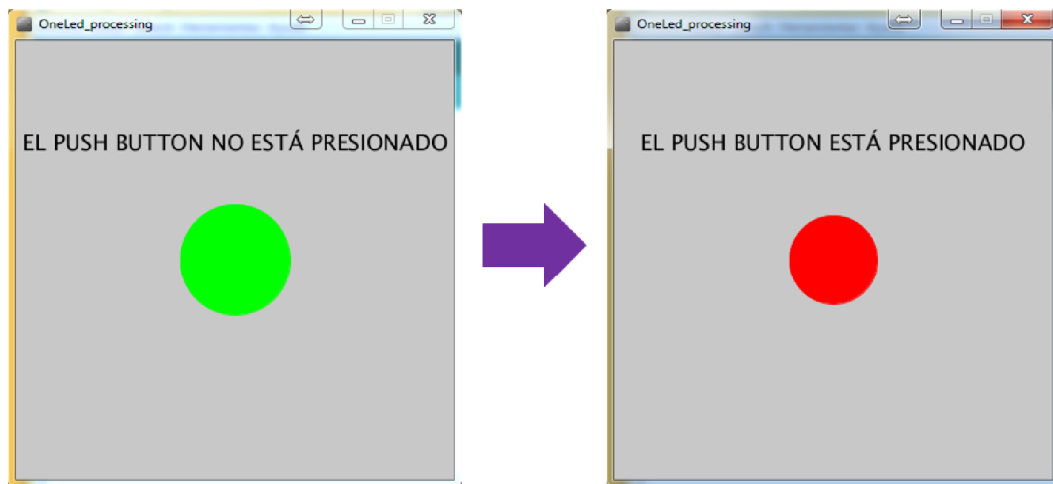 OneLed_processing
EL PUSH BUTTON NO ESTÁ PRESIONADO
OneLed_processing
EL PUSH BUTTON ESTÁ PRESIONADO